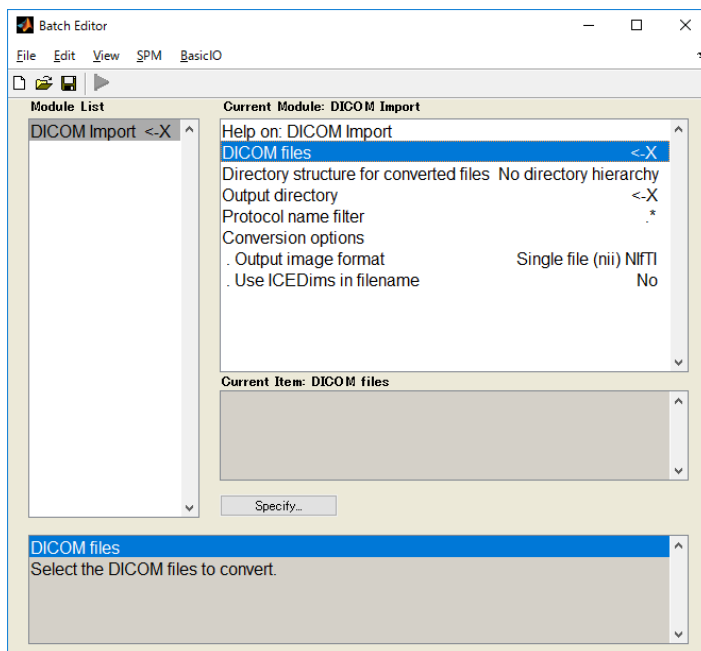 Batch Editor
File Edit View SPM BasicIO
Module List
DICOM Import <-X
Current Module: DICOM Import
Help on: DICOM Import
DICOM files <-X
Directory structure for converted files No directory hierarchy
Output directory <-X
Protocol name filter .*
Conversion options
. Output image format Single file (nii) NIfTI
. Use ICEDims in filename No
Current Item: DICOM files
Specify...
DICOM files
Select the DICOM files to convert.